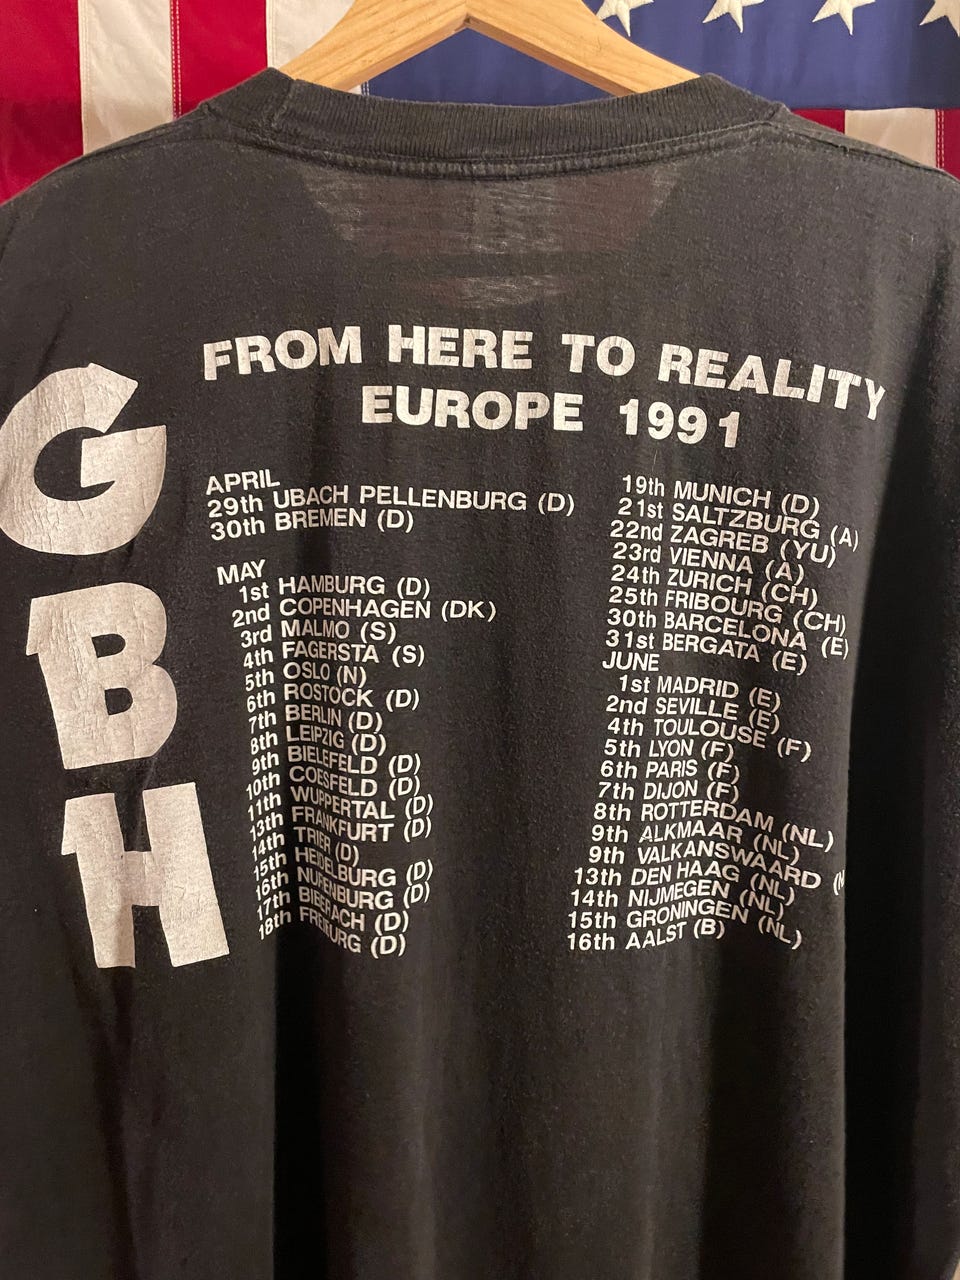 FROM HERE TO REALITY
EUROPE 1991
G
B
H
APRIL
29th UBACH PELLENBURG (D)
30th BREMEN (D)
MAY
1st HAMBURG (D)
2nd COPENHAGEN (DK)
3rd MALMO (S)
4th FAGERSTA (S)
5th OSLO (N)
6th ROSTOCK (D)
7th BERLIN (D)
8th LEIPZIG (D)
9th BIELEFELD (D)
10th COESFELD (D)
11th WUPPERTAL (D)
13th FRANKFURT (D)
14th TRIER (D)
15th HEIDELBURG (D)
16th NURENBURG (D)
17th BIBERACH (D)
18th FREIBURG (D)
19th MUNICH (D)
21st SALTZBURG (A)
22nd ZAGREB (YU)
23rd VIENNA (A)
24th ZURICH (CH)
25th FRIBOURG (CH)
30th BARCELONA (E)
31st BERGATA (E)
JUNE
1st MADRID (E)
2nd SEVILLE (E)
4th TOULOUSE (F)
5th LYON (F)
6th PARIS (F)
7th DIJON (F)
8th ROTTERDAM (NL)
9th ALKMAAR (NL)
9th VALKANSWAARD
13th DEN HAAG (NL)
14th NIJMEGEN (NL)
15th GRONINGEN (NL)
16th AALST (B)